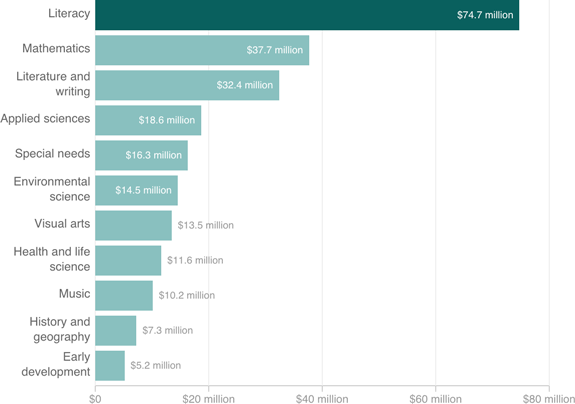 Literacy
$74.7 million
Mathematics
$37.7 million
Literature and
writing
$32.4 million
Applied sciences
$18.6 million
Special needs
$16.3 million
Environmental
science
$14.5 million
Visual arts
$13.5 million
Health and life
science
$11.6 million
Music
$10.2 million
History and
geography
$7.3 million
Early
development
$5.2 million
$0
$20 million
$40 million
$60 million
$80 million